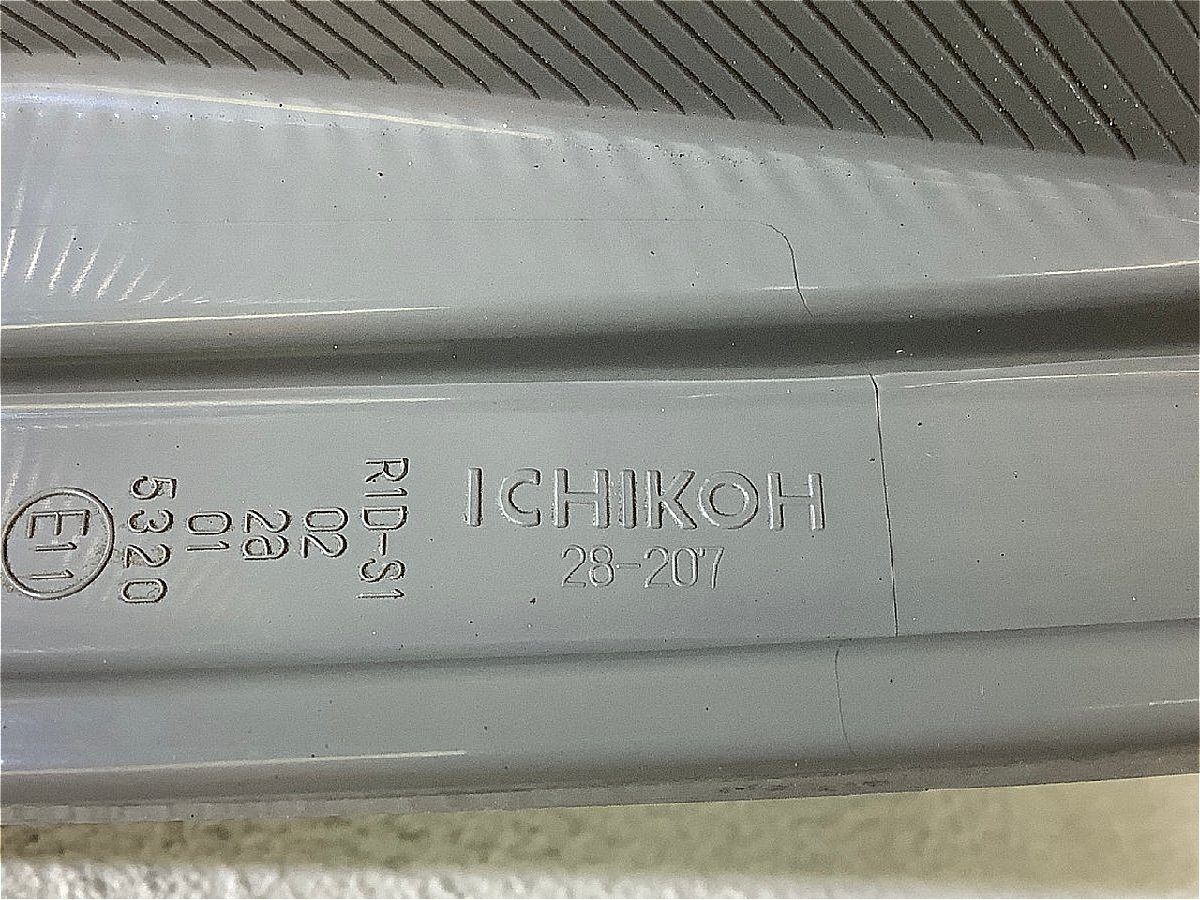 ICHIKOH
28-207
R1D-S1
02
2a
01
5320
E11